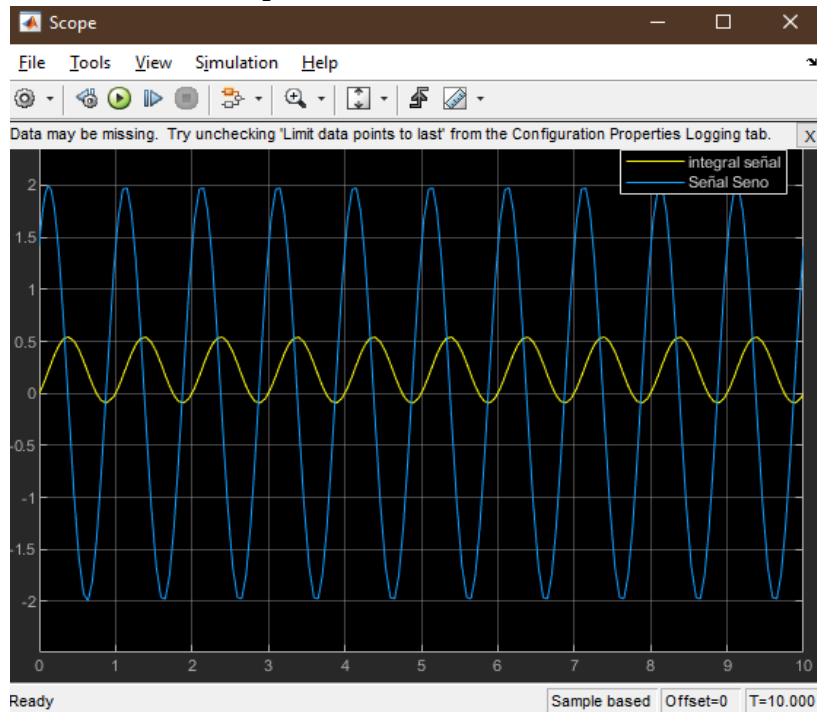 Scope
File Tools View Simulation Help
Data may be missing. Try unchecking 'Limit data points to last' from the Configuration Properties Logging tab. X
integral señal
Señal Seno
2
1.5
1
0.5
0
-0.5
-1
-1.5
-2
0 1 2 3 4 5 6 7 8 9 10
Ready Sample based Offset=0 T=10.000